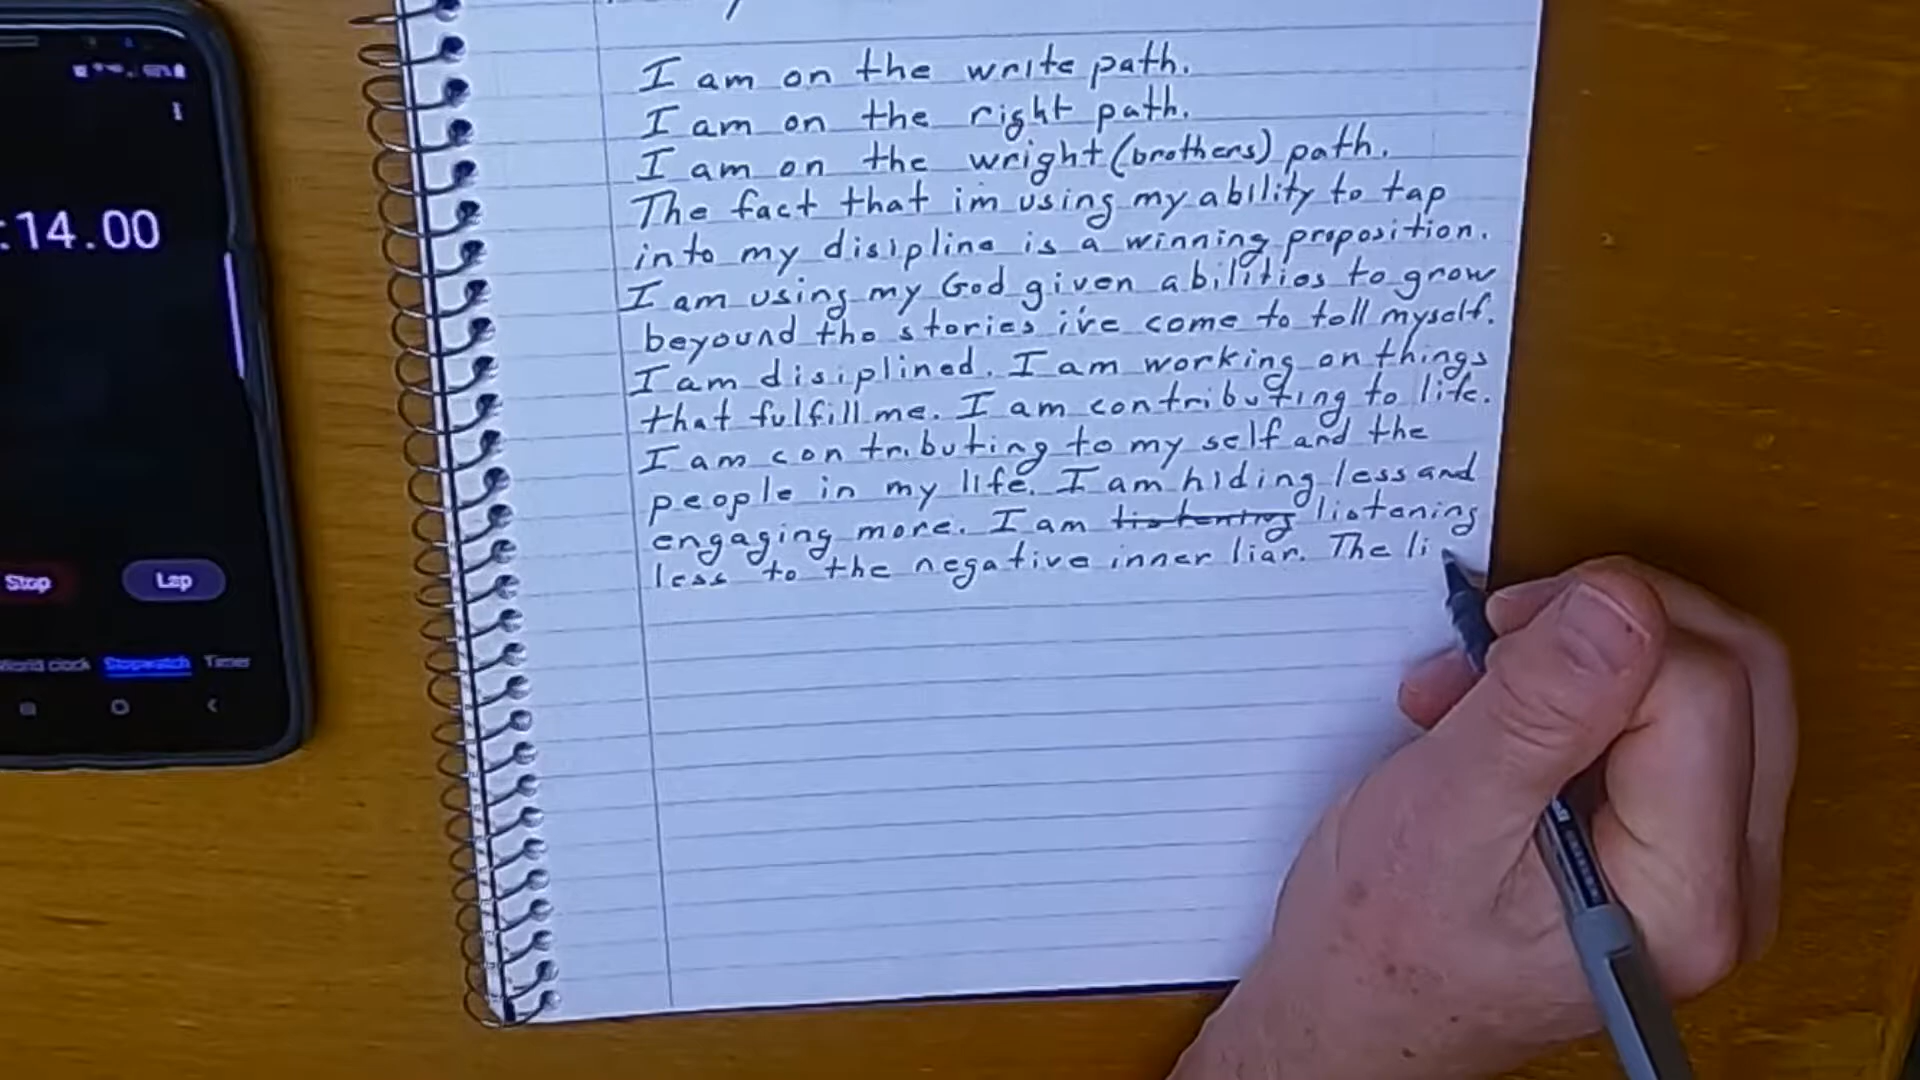 :14.00
Stop
Lap
World clock Stopwatch Timer
I am on the write path.
I am on the right path.
I am on the wright (brothers) path.
The fact that im using my ability to tap
into my disipline is a winning proposition.
I am using my God given abilities to grow
beyound the stories i've come to tell myself.
I am disiplined. I am working on things
that fulfill me. I am contributing to life.
I am contributing to my self and the
people in my life. I am hiding less and
engaging more. I am listening listening
less to the negative inner liar. The li